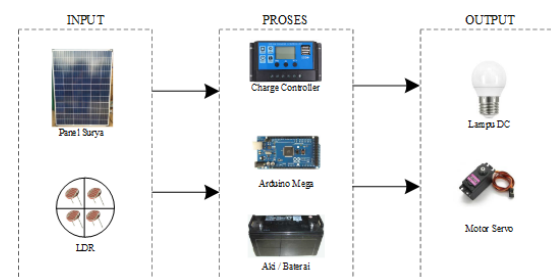 INPUT
PROSES
OUTPUT
Panel Surya
Charge Controller
Lampu DC
LDR
Arduino Mega
Motor Servo
Aki / Baterai